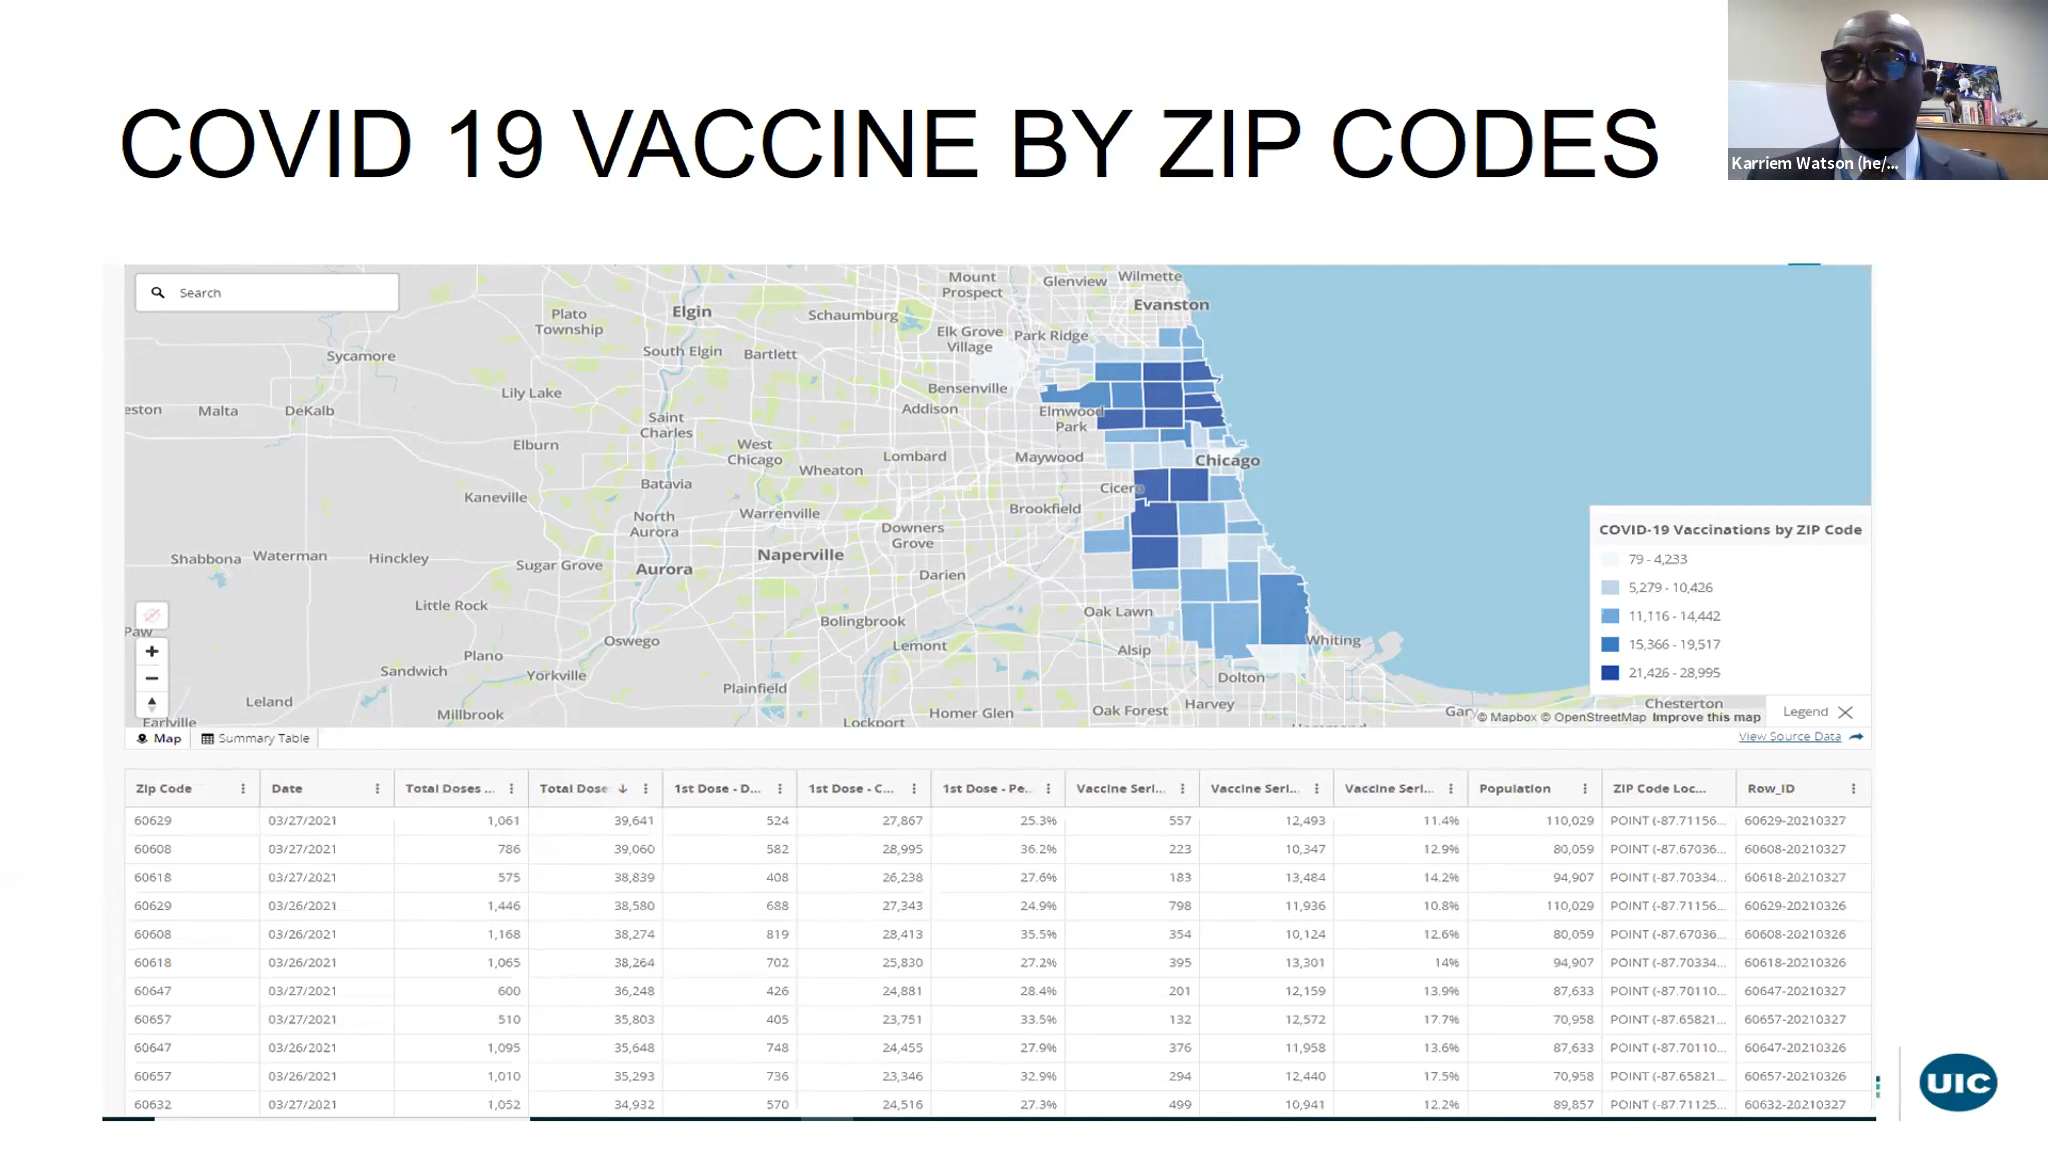 COVID 19 VACCINE BY ZIP CODES
Karriem Watson (he/...
Search
Mount Prospect
Glenview
Wilmette
Evanston
Plato Township
Elgin
Schaumburg
Elk Grove Village
Park Ridge
Sycamore
South Elgin
Bartlett
Lily Lake
Bensenville
eston
Malta
DeKalb
Saint Charles
Addison
Elmwood Park
Elburn
West Chicago
Wheaton
Lombard
Maywood
Chicago
Kaneville
Batavia
Cicero
North Aurora
Warrenville
Brookfield
Downers Grove
Shabbona
Waterman
Hinckley
Sugar Grove
Aurora
Naperville
Darien
Little Rock
Oak Lawn
Bolingbrook
Paw
Oswego
Lemont
Alsip
Whiting
Plano
Sandwich
Yorkville
Plainfield
Dolton
Leland
Millbrook
Homer Glen
Oak Forest
Harvey
Gary
Chesterton
Earlville
Lockport
Hammond
COVID-19 Vaccinations by ZIP Code
79 - 4,233
5,279 - 10,426
11,116 - 14,442
15,366 - 19,517
21,426 - 28,995
© Mapbox © OpenStreetMap Improve this map
Legend
Map Summary Table
View Source Data
Zip Code Date Total Doses ... Total Dose 1st Dose - D... 1st Dose - C... 1st Dose - Pe... Vaccine Seri... Vaccine Seri... Vaccine Seri... Population ZIP Code Loc... Row_ID
60629 03/27/2021 1,061 39,641 524 27,867 25.3% 557 12,493 11.4% 110,029 POINT (-87.71156... 60629-20210327
60608 03/27/2021 786 39,060 582 28,995 36.2% 223 10,347 12.9% 80,059 POINT (-87.67036... 60608-20210327
60618 03/27/2021 575 38,839 408 26,238 27.6% 183 13,484 14.2% 94,907 POINT (-87.70334... 60618-20210327
60629 03/26/2021 1,446 38,580 688 27,343 24.9% 798 11,936 10.8% 110,029 POINT (-87.71156... 60629-20210326
60608 03/26/2021 1,168 38,274 819 28,413 35.5% 354 10,124 12.6% 80,059 POINT (-87.67036... 60608-20210326
60618 03/26/2021 1,065 38,264 702 25,830 27.2% 395 13,301 14% 94,907 POINT (-87.70334... 60618-20210326
60647 03/27/2021 600 36,248 426 24,881 28.4% 201 12,159 13.9% 87,633 POINT (-87.70110... 60647-20210327
60657 03/27/2021 510 35,803 405 23,751 33.5% 132 12,572 17.7% 70,958 POINT (-87.65821... 60657-20210327
60647 03/26/2021 1,095 35,648 748 24,455 27.9% 376 11,958 13.6% 87,633 POINT (-87.70110... 60647-20210326
60657 03/26/2021 1,010 35,293 736 23,346 32.9% 294 12,440 17.5% 70,958 POINT (-87.65821... 60657-20210326
60632 03/27/2021 1,052 34,932 570 24,516 27.3% 499 10,941 12.2% 89,857 POINT (-87.71125... 60632-20210327
UIC